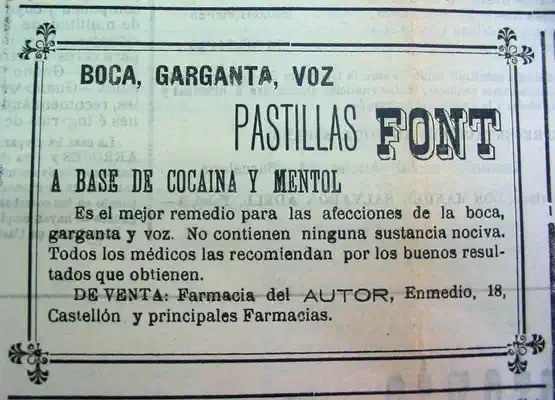 BOCA, GARGANTA, VOZ
PASTILLAS FONT
A BASE DE COCAINA Y MENTOL
Es el mejor remedio para las afecciones de la boca,
garganta y voz. No contienen ninguna sustancia nociva.
Todos los médicos las recomiendan por los buenos resul-
tados que obtienen.
DE VENTA: Farmacia del AUTOR, Enmedio, 18,
Castellón y principales Farmacias.